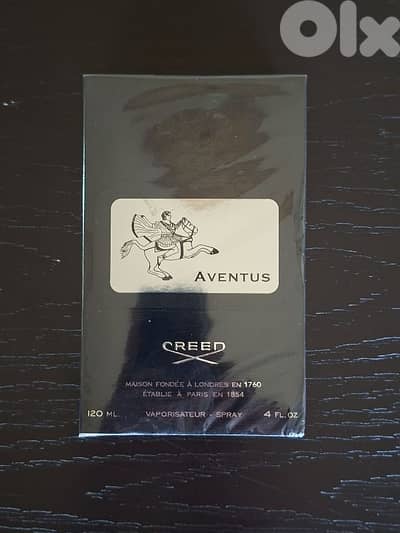 OLX
AVENTUS
CREED
MAISON FONDÉE À LONDRES EN 1760
ÉTABLIE À PARIS EN 1854
120 ML. VAPORISATEUR - SPRAY 4 FL.OZ